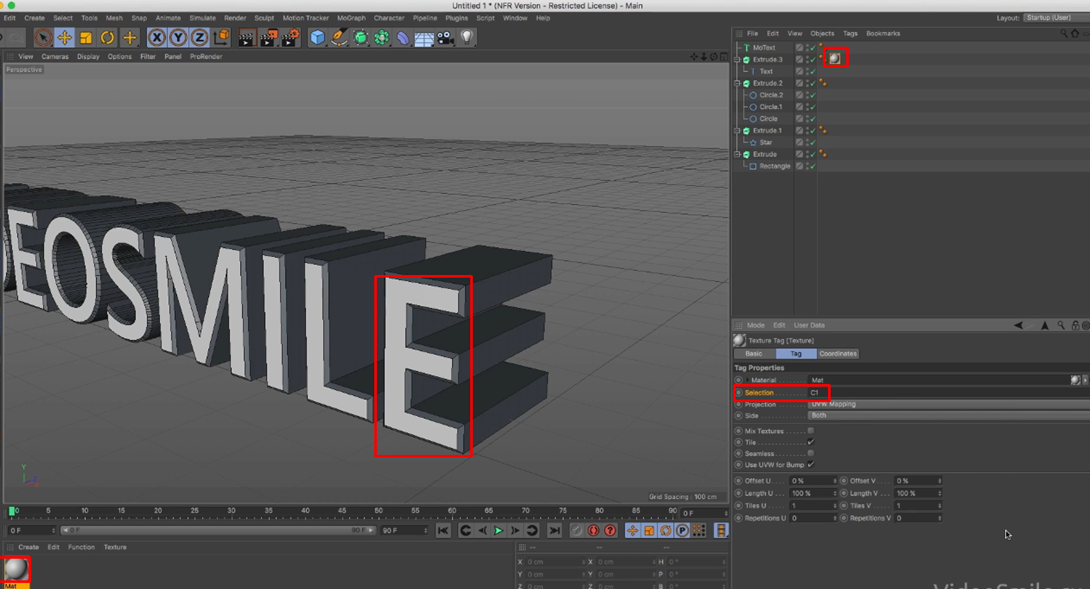 Untitled 1 * (NFR Version - Restricted License) - Main
File Create Select Tools Mesh Snap Animate Simulate Render Sculpt Motion Tracker MoGraph Character Pipeline Plugins Script Window Help Layout: Startup (User)
File Edit View Objects Tags Bookmarks
View Cameras Display Options Filter Panel ProRender
Perspective
MoText
Extrude.3
Text
Extrude.2
Circle.2
Circle.1
Circle
Extrude.1
Star
Extrude
Rectangle
EOSMILE
Grid Spacing : 100 cm
Mode Edit User Data
Texture Tag [Texture]
Basic Tag Coordinates
Tag Properties
Material Mat
Selection C1
Projection UVW Mapping
Side Both
Mix Textures
Tile
Seamless
Use UVW for Bump
Offset U 0 % Offset V 0 %
Length U 100 % Length V 100 %
Tiles U 1 Tiles V 1
Repetitions U 0 Repetitions V 0
0 5 10 15 20 25 30 35 40 45 50 55 60 65 70 75 80 85 90 0 F
0 F 0 F 90 F 90 F
Create Edit Function Texture
Mat
X 0 cm X 0 cm H 0 °
Y 0 cm Y 0 cm P 0 °
Z 0 cm Z 0 cm B 0 °